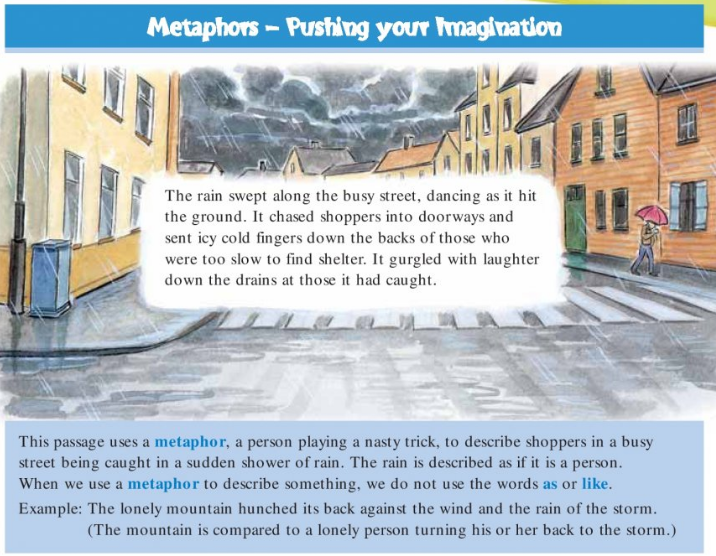 Metaphors – Pushing your Imagination
The rain swept along the busy street, dancing as it hit
the ground. It chased shoppers into doorways and
sent icy cold fingers down the backs of those who
were too slow to find shelter. It gurgled with laughter
down the drains at those it had caught.
This passage uses a metaphor, a person playing a nasty trick, to describe shoppers in a busy
street being caught in a sudden shower of rain. The rain is described as if it is a person.
When we use a metaphor to describe something, we do not use the words as or like.
Example: The lonely mountain hunched its back against the wind and the rain of the storm.
(The mountain is compared to a lonely person turning his or her back to the storm.)